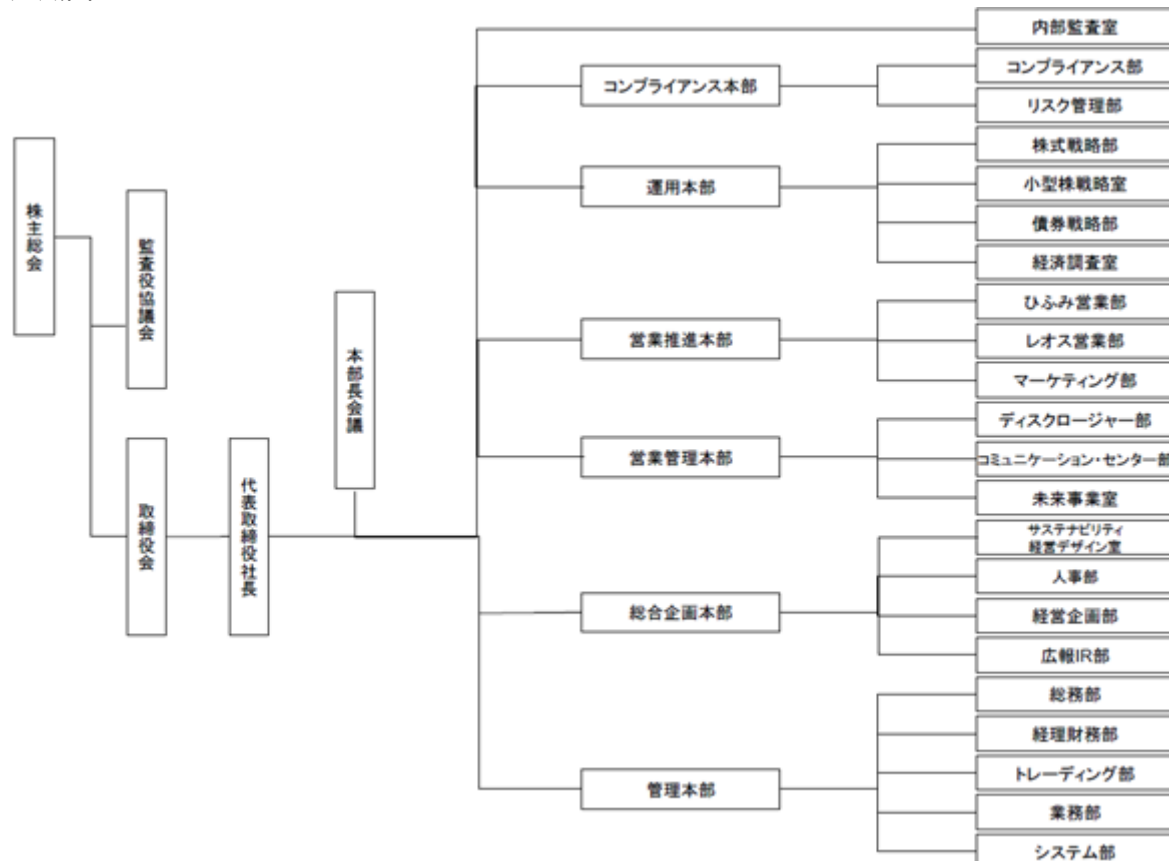 株主総会
監査役協議会
取締役会
代表取締役社長
本部長会議
コンプライアンス本部
運用本部
営業推進本部
営業管理本部
総合企画本部
管理本部
内部監査室
コンプライアンス部
リスク管理部
株式戦略部
小型株戦略室
債券戦略部
経済調査室
ひふみ営業部
レオス営業部
マーケティング部
ディスクロージャー部
コミュニケーション・センター部
未来事業室
サステナビリティ
経営デザイン室
人事部
経営企画部
広報IR部
総務部
経理財務部
トレーディング部
業務部
システム部